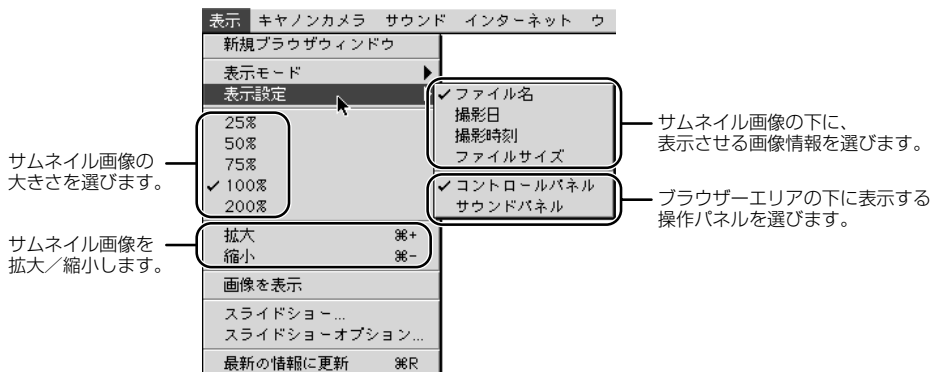 表示 キヤノンカメラ サウンド インターネット ウ
新規ブラウザウィンドウ
表示モード
表示設定
25%
50%
75%
✓100%
200%
拡大 ⌘+
縮小 ⌘-
画像を表示
スライドショー...
スライドショーオプション...
最新の情報に更新 ⌘R
✓ファイル名
撮影日
撮影時刻
ファイルサイズ
✓コントロールパネル
サウンドパネル
サムネイル画像の
大きさを選びます。
サムネイル画像を
拡大／縮小します。
サムネイル画像の下に、
表示させる画像情報を選びます。
ブラウザーエリアの下に表示する
操作パネルを選びます。